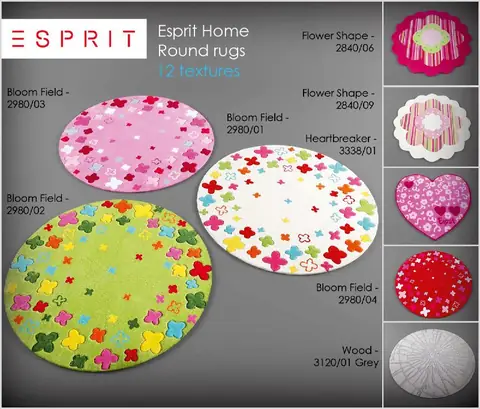 ESPRIT
Esprit Home
Round rugs
12 textures
Flower Shape -
2840/06
Bloom Field -
2980/03
Bloom Field -
2980/01
Flower Shape -
2840/09
Heartbreaker -
3338/01
Bloom Field -
2980/02
Bloom Field -
2980/04
Wood -
3120/01 Grey